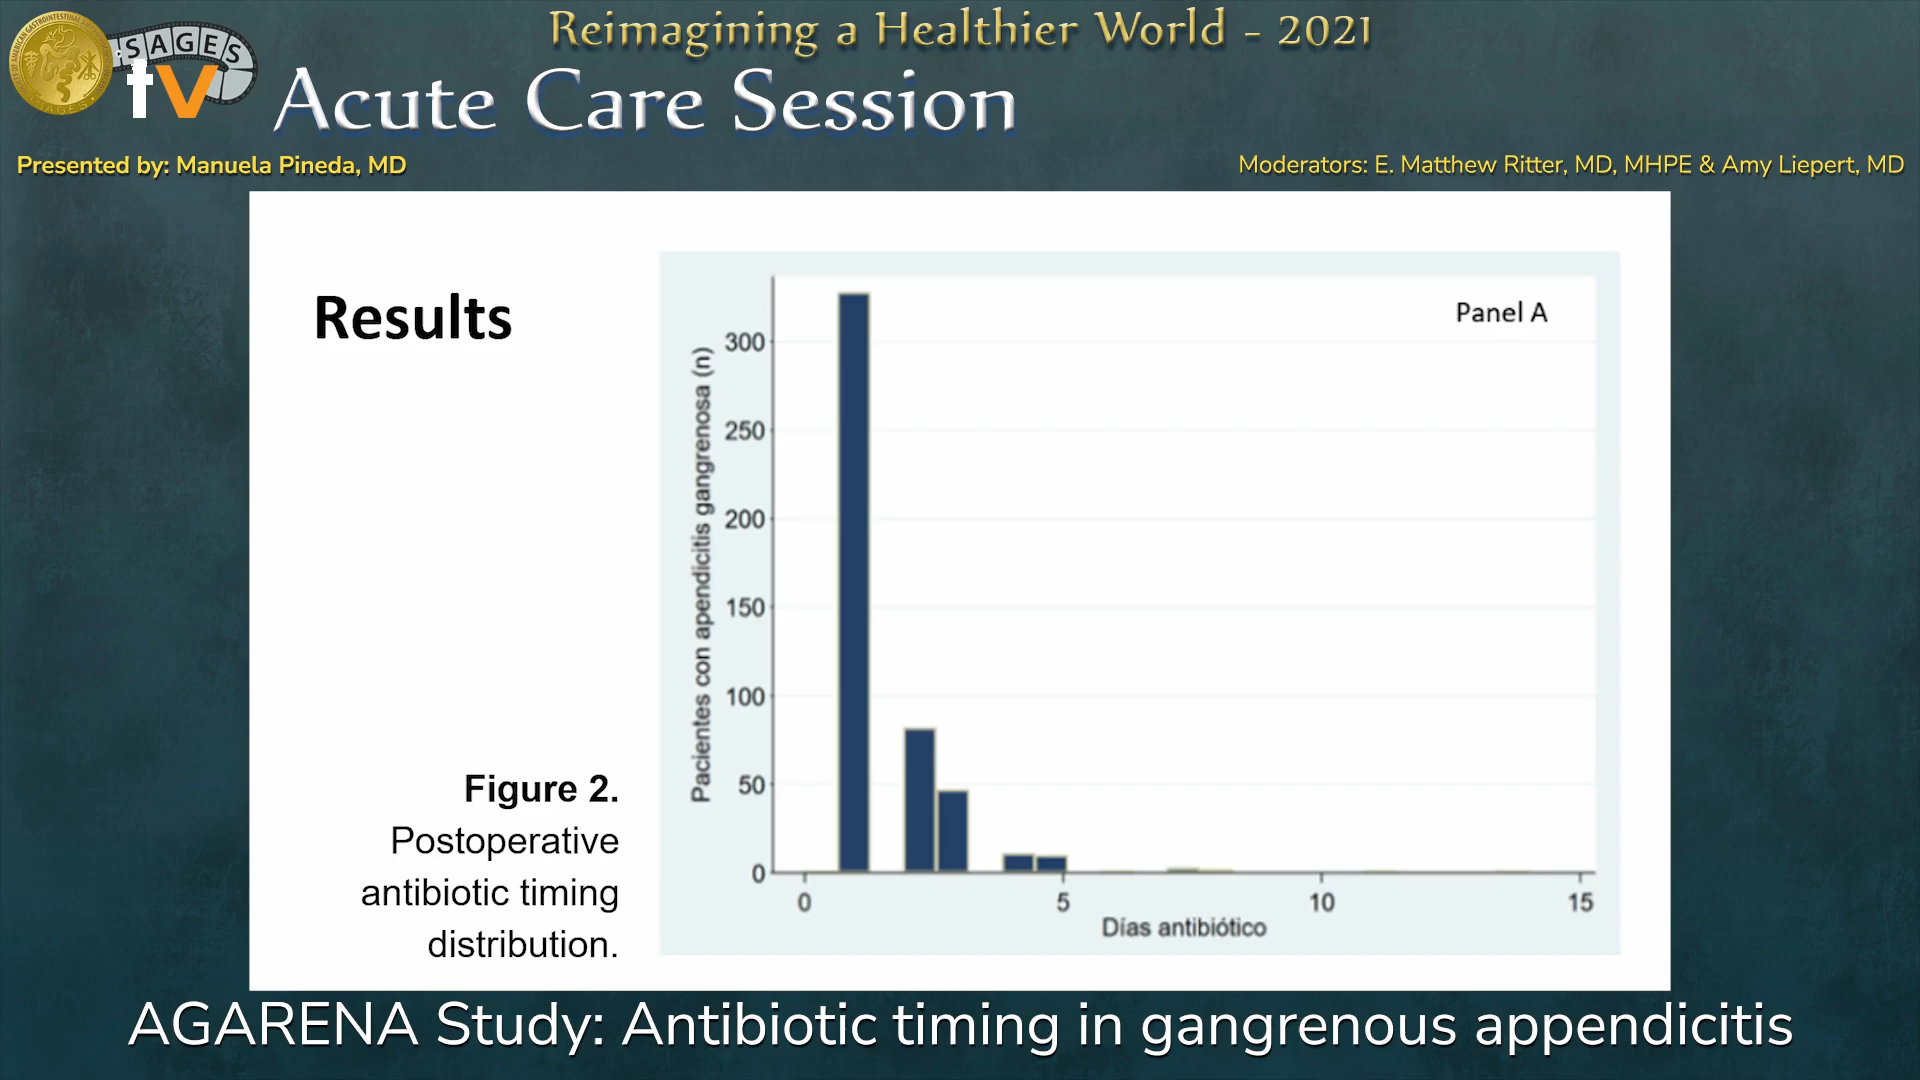 Reimagining a Healthier World - 2021
SAGES
tv
Acute Care Session
Presented by: Manuela Pineda, MD
Moderators: E. Matthew Ritter, MD, MHPE & Amy Liepert, MD
Results
Panel A
Pacientes con apendicitis gangrenosa (n)
300
250
200
150
100
50
0
0 5 10 15
Días antibiótico
Figure 2.
Postoperative
antibiotic timing
distribution.
AGARENA Study: Antibiotic timing in gangrenous appendicitis